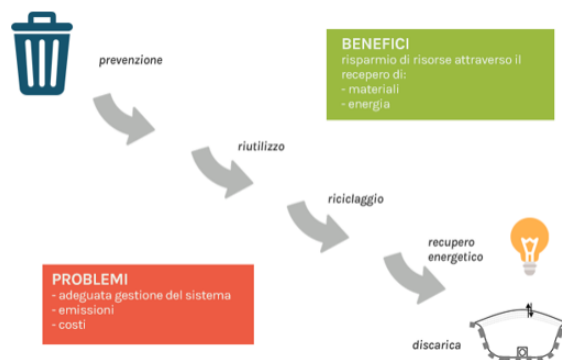 prevenzione
BENEFICI
risparmio di risorse attraverso il
recepero di:
- materiali
- energia
riutilizzo
riciclaggio
recupero
energetico
PROBLEMI
- adeguata gestione del sistema
- emissioni
- costi
discarica